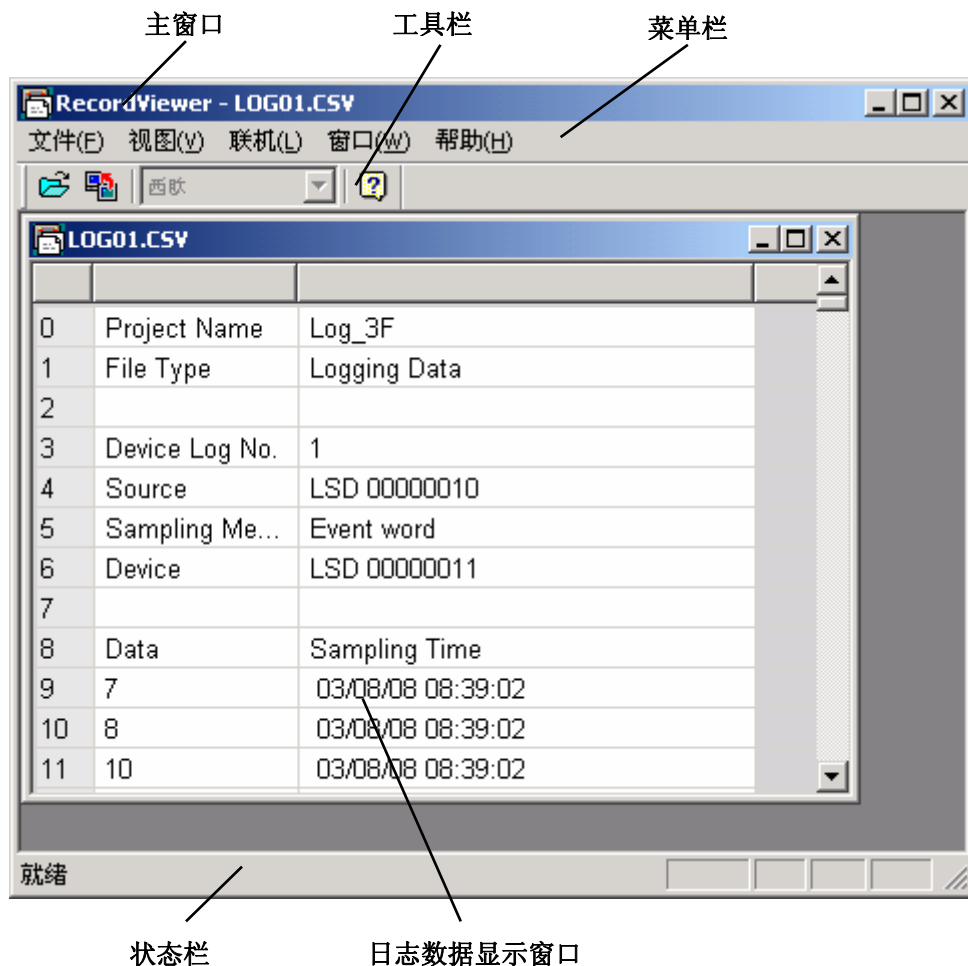 主窗口 工具栏 菜单栏
RecordViewer - LOG01.CSV
文件(F) 视图(V) 联机(L) 窗口(W) 帮助(H)
西欧
LOG01.CSV
0 Project Name Log_3F
1 File Type Logging Data
2
3 Device Log No. 1
4 Source LSD 00000010
5 Sampling Me... Event word
6 Device LSD 00000011
7
8 Data Sampling Time
9 7 03/08/08 08:39:02
10 8 03/08/08 08:39:02
11 10 03/08/08 08:39:02
就绪
状态栏 日志数据显示窗口